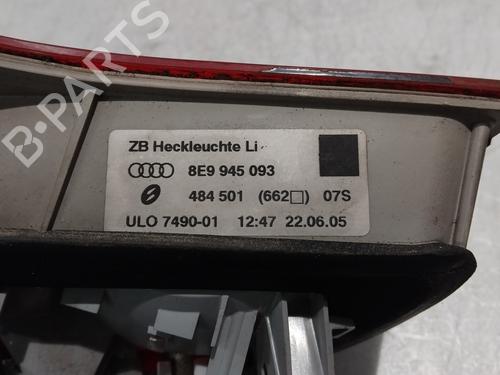 B-PARTS
ZB Heckleuchte Li
8E9 945 093
484 501 (662□) 07S
ULO 7490-01 12:47 22.06.05